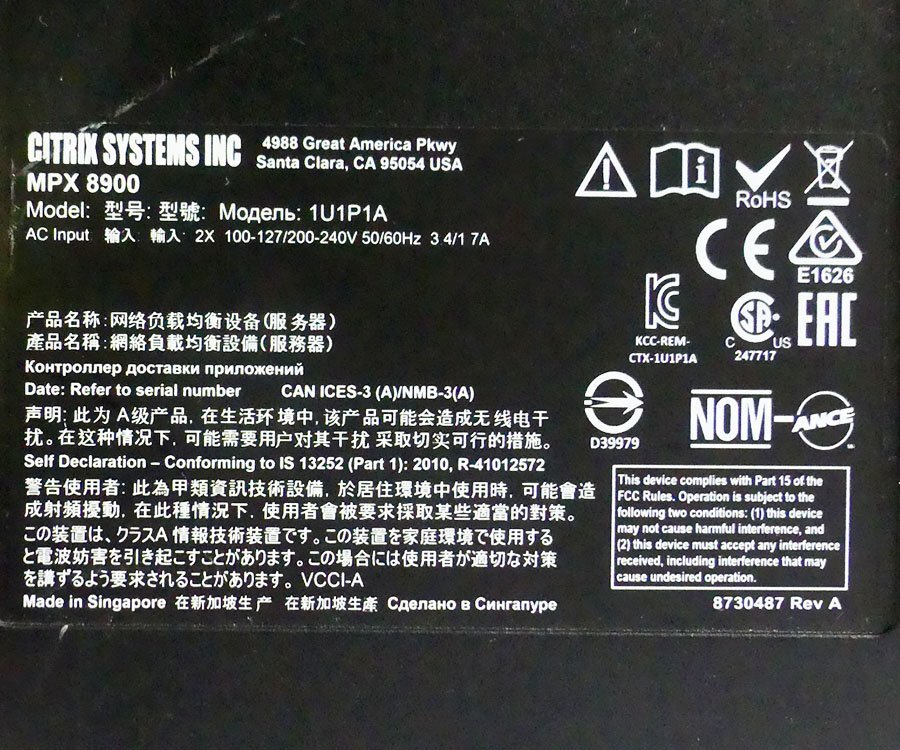 CITRIX SYSTEMS INC
4988 Great America Pkwy
Santa Clara, CA 95054 USA
MPX 8900
Model: 型号: 型號: Модель: 1U1P1A
AC Input 输入 輸入 2X 100-127/200-240V 50/60Hz 3 4/1 7A
RoHS
CE
E1626
KCC-REM-
CTX-1U1P1A
SA
C US
247717
EAC
产品名称: 网络负载均衡设备(服务器)
產品名稱: 網絡負載均衡設備(服務器)
Контроллер доставки приложений
Date: Refer to serial number CAN ICES-3 (A)/NMB-3(A)
声明: 此为 A级产品, 在生活环境中, 该产品可能会造成无线电干
扰。在这种情况下, 可能需要用户对其干扰 采取切实可行的措施。
Self Declaration – Conforming to IS 13252 (Part 1): 2010, R-41012572
警告使用者: 此為甲類資訊技術設備, 於居住環境中使用時, 可能會造
成射頻擾動, 在此種情況下, 使用者會被要求採取某些適當的對策。
この装置は、クラスA 情報技術装置です。この装置を家庭環境で使用する
と電波妨害を引き起こすことがあります。この場合には使用者が適切な対策
を講ずるよう要求されることがあります。VCCI-A
Made in Singapore 在新加坡生产 在新加坡生產 Сделано в Сингапуре
D39979
NOM-ANCE
This device complies with Part 15 of the
FCC Rules. Operation is subject to the
following two conditions: (1) this device
may not cause harmful interference, and
(2) this device must accept any interference
received, including interference that may
cause undesired operation.
8730487 Rev A